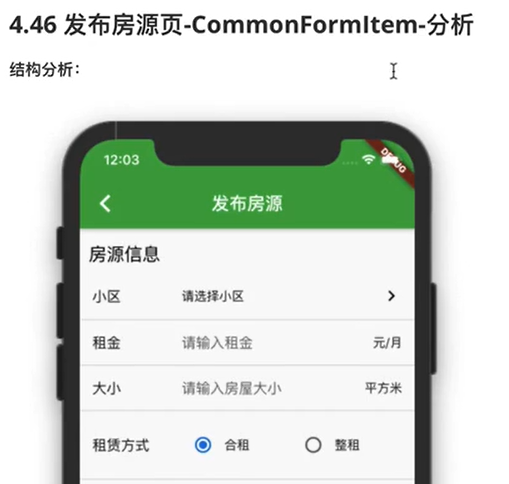 4.46 发布房源页-CommonFormItem-分析
结构分析：
12:03
DEBUG
发布房源
房源信息
小区 请选择小区
租金 请输入租金 元/月
大小 请输入房屋大小 平方米
租赁方式 合租 整租